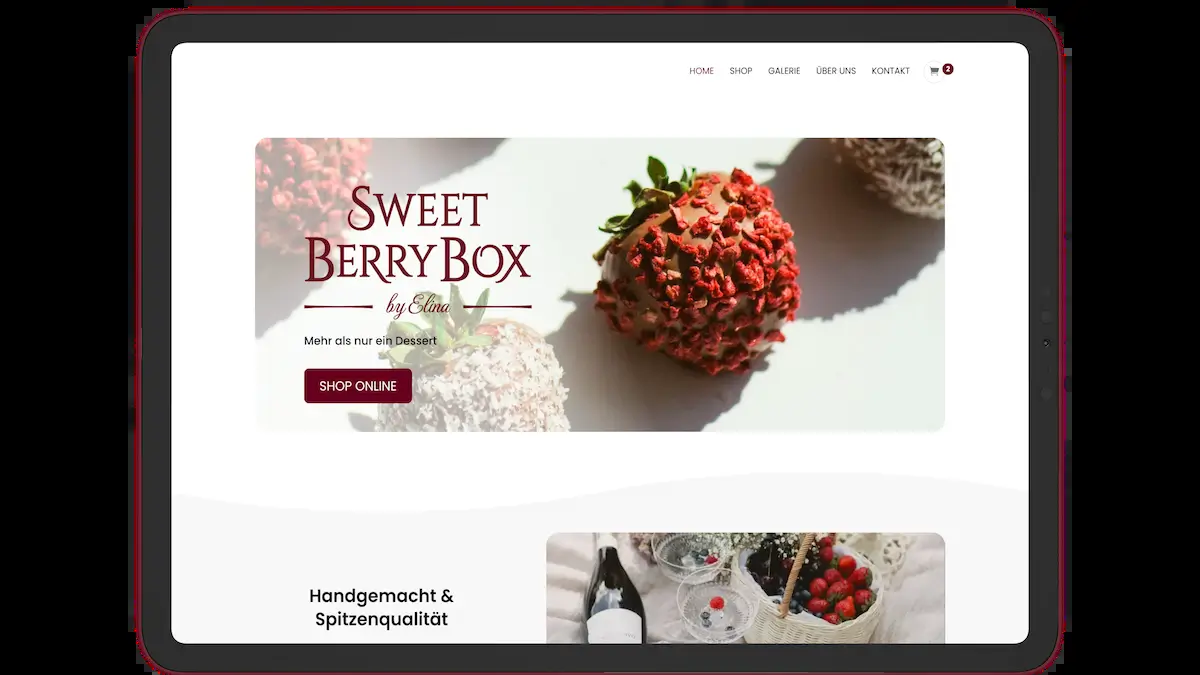 HOME SHOP GALERIE ÜBER UNS KONTAKT 2
SWEET
BERRY BOX
by Elina
Mehr als nur ein Dessert
SHOP ONLINE
Handgemacht &
Spitzenqualität